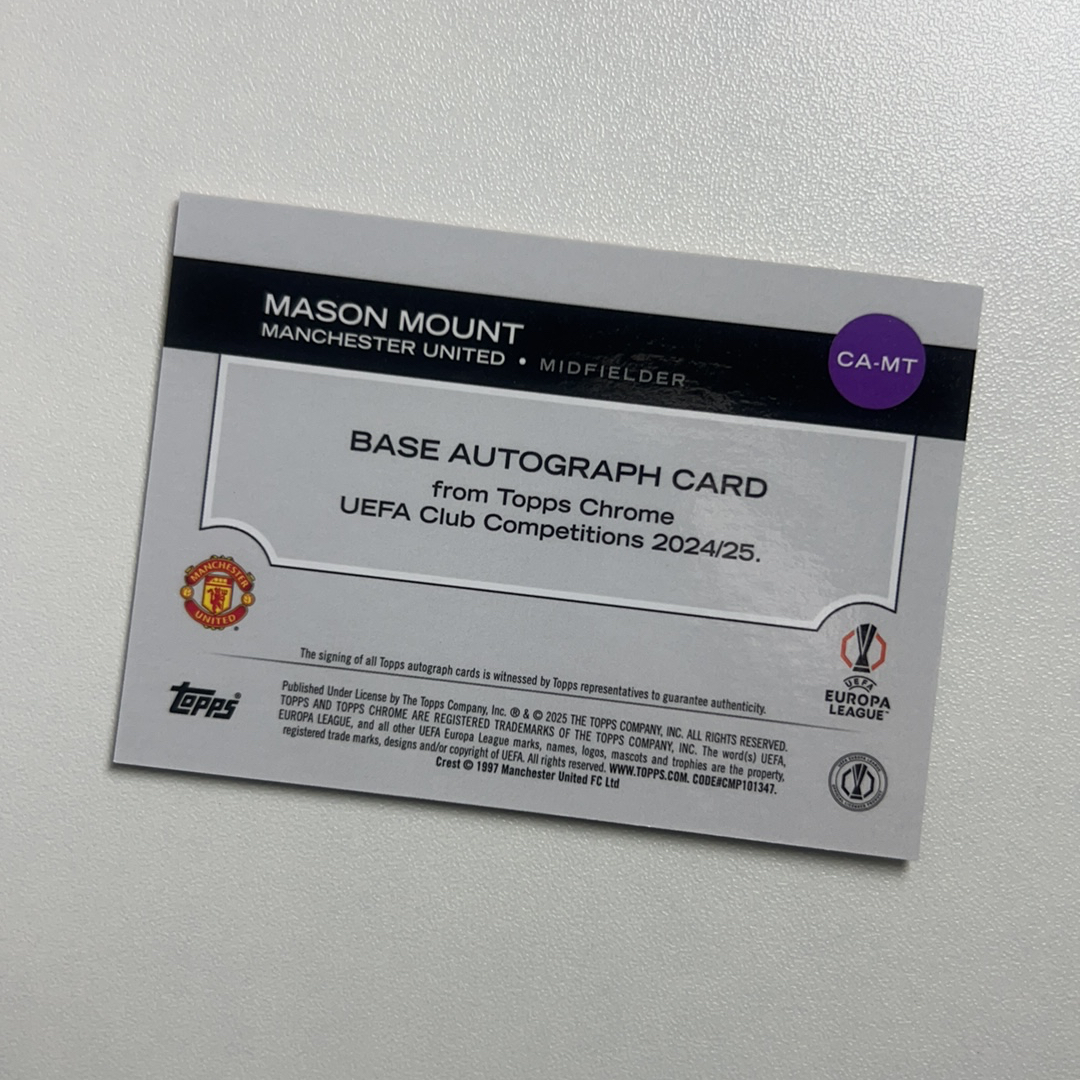 MASON MOUNT
MANCHESTER UNITED • MIDFIELDER
CA-MT
BASE AUTOGRAPH CARD
from Topps Chrome
UEFA Club Competitions 2024/25.
MANCHESTER
UNITED
UEFA
EUROPA
LEAGUE™
The signing of all Topps autograph cards is witnessed by Topps representatives to guarantee authenticity.
topps®
Published Under License by The Topps Company, Inc. ® & © 2025 THE TOPPS COMPANY, INC. ALL RIGHTS RESERVED.
TOPPS AND TOPPS CHROME ARE REGISTERED TRADEMARKS OF THE TOPPS COMPANY, INC. The word(s) UEFA,
EUROPA LEAGUE, and all other UEFA Europa League marks, names, logos, mascots and trophies are the property,
registered trade marks, designs and/or copyright of UEFA. All rights reserved. WWW.TOPPS.COM. CODE#CMP101347.
Crest © 1997 Manchester United FC Ltd